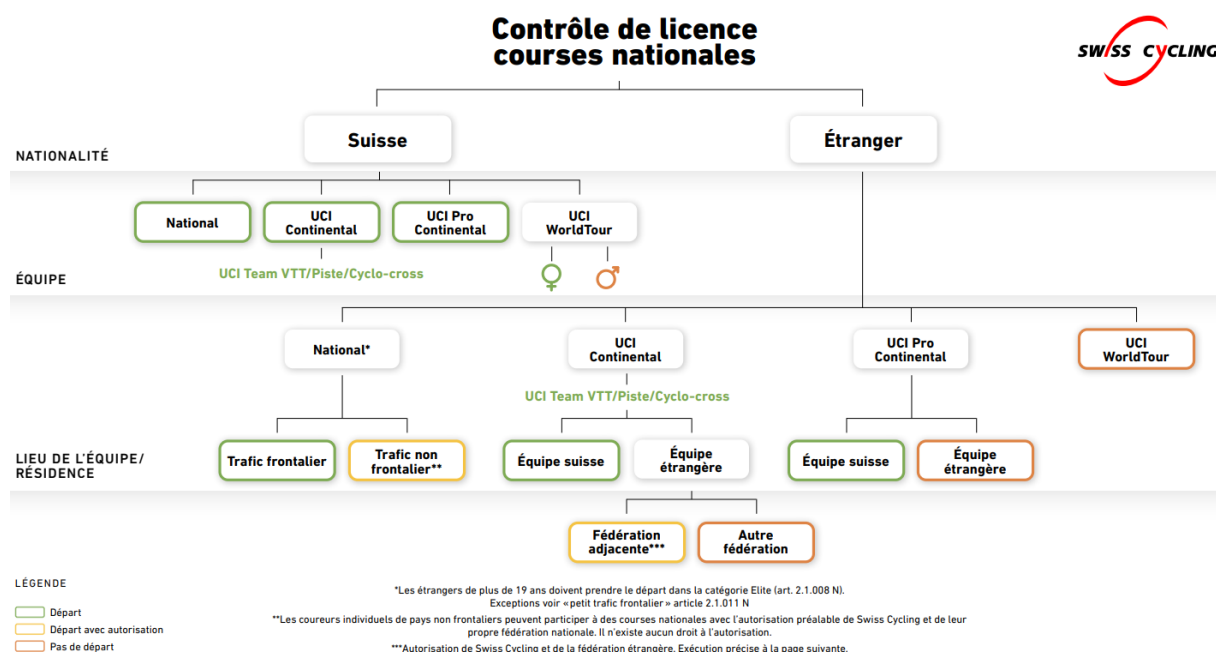 Contrôle de licence
courses nationales
SWISS CYCLING
Suisse
Étranger
NATIONALITÉ
National
UCI
Continental
UCI Pro
Continental
UCI
WorldTour
UCI Team VTT/Piste/Cyclo-cross
ÉQUIPE
National*
UCI
Continental
UCI Pro
Continental
UCI
WorldTour
UCI Team VTT/Piste/Cyclo-cross
LIEU DE L'ÉQUIPE/
RÉSIDENCE
Trafic frontalier
Trafic non
frontalier**
Équipe suisse
Équipe
étrangère
Équipe suisse
Équipe
étrangère
Fédération
adjacente***
Autre
fédération
LÉGENDE
Départ
Départ avec autorisation
Pas de départ
*Les étrangers de plus de 19 ans doivent prendre le départ dans la catégorie Elite (art. 2.1.008 N).
Exceptions voir «petit trafic frontalier» article 2.1.011 N
**Les coureurs individuels de pays non frontaliers peuvent participer à des courses nationales avec l'autorisation préalable de Swiss Cycling et de leur
propre fédération nationale. Il n'existe aucun droit à l'autorisation.
***Autorisation de Swiss Cycling et de la fédération étrangère. Exécution précise à la page suivante.